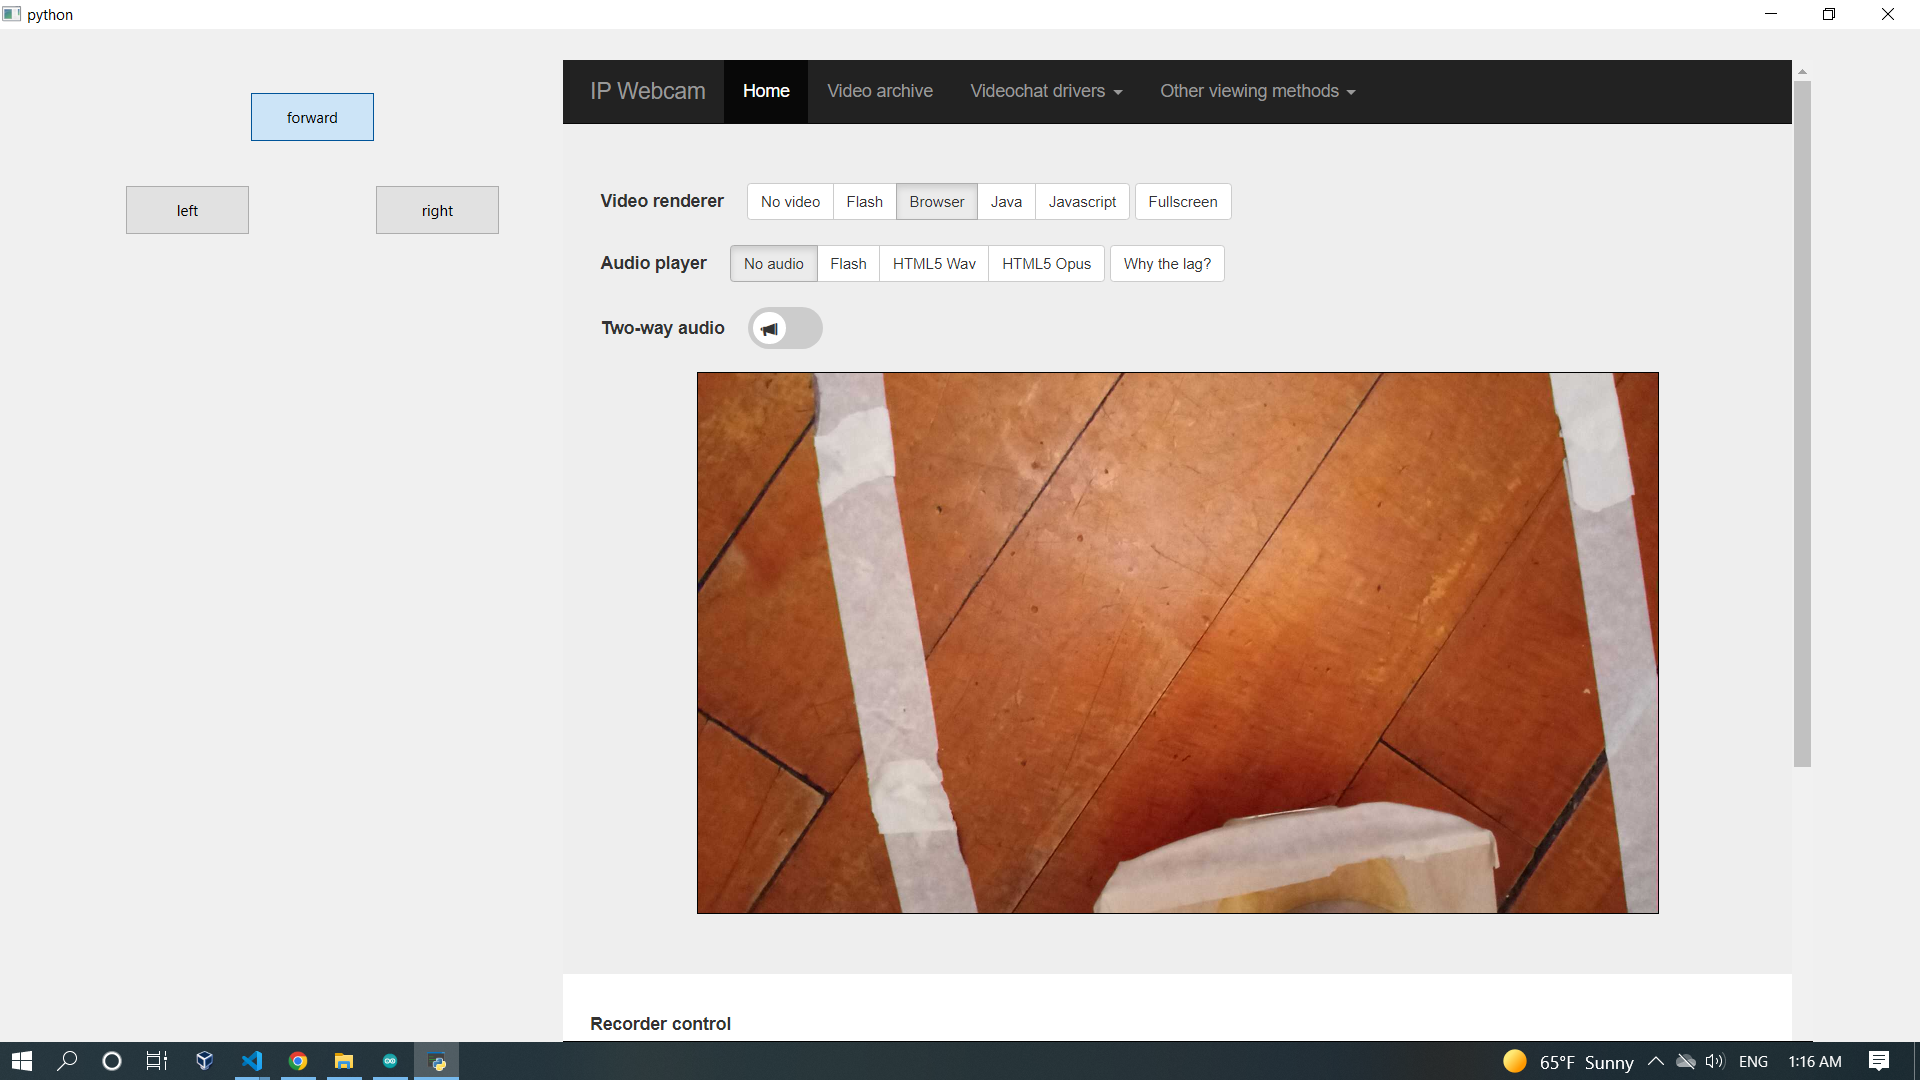 python
forward
left
right
IP Webcam Home Video archive Videochat drivers Other viewing methods
Video renderer No video Flash Browser Java Javascript Fullscreen
Audio player No audio Flash HTML5 Wav HTML5 Opus Why the lag?
Two-way audio
Recorder control
65°F Sunny ENG 1:16 AM